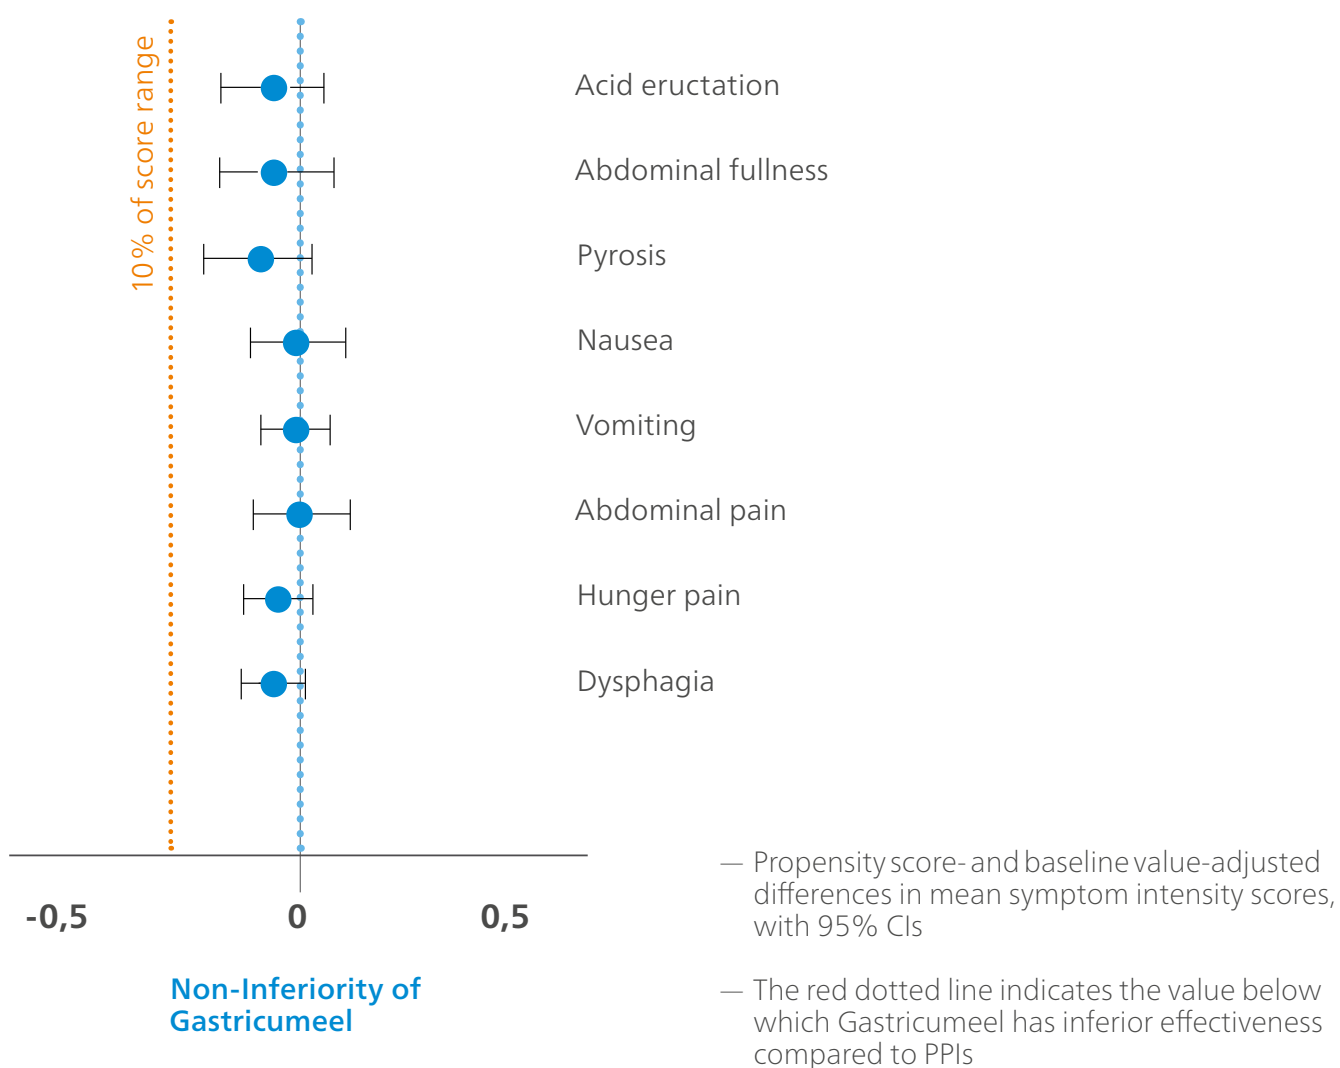 10% of score range
Acid eructation
Abdominal fullness
Pyrosis
Nausea
Vomiting
Abdominal pain
Hunger pain
Dysphagia
-0,5 0 0,5
Non-Inferiority of
Gastricumeel
— Propensity score- and baseline value-adjusted
differences in mean symptom intensity scores,
with 95% CIs
— The red dotted line indicates the value below
which Gastricumeel has inferior effectiveness
compared to PPIs